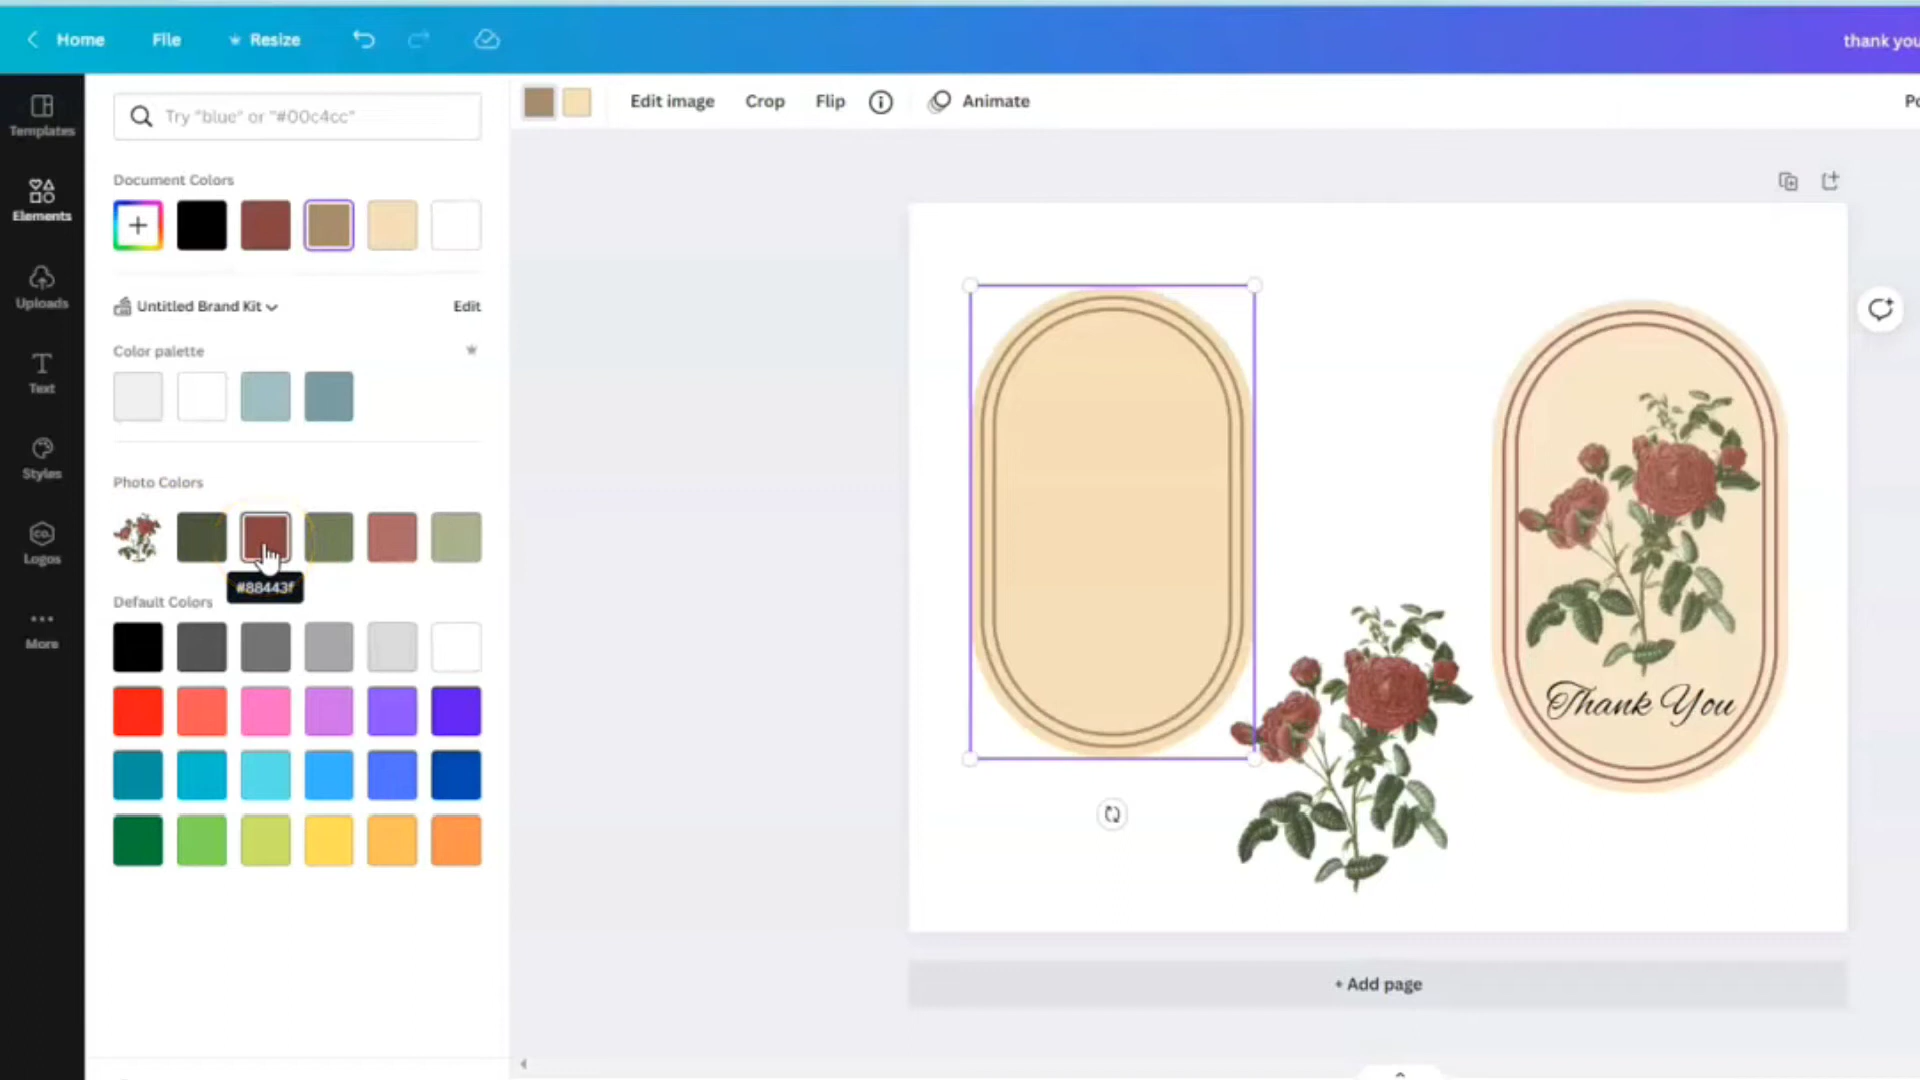 Home File Resize
thank you
Templates
Elements
Uploads
Text
Styles
CO.
Logos
More
Try "blue" or "#00c4cc"
Document Colors
Untitled Brand Kit Edit
Color palette
Photo Colors
#88443f
Default Colors
Edit image Crop Flip Animate
Po
Thank You
+ Add page